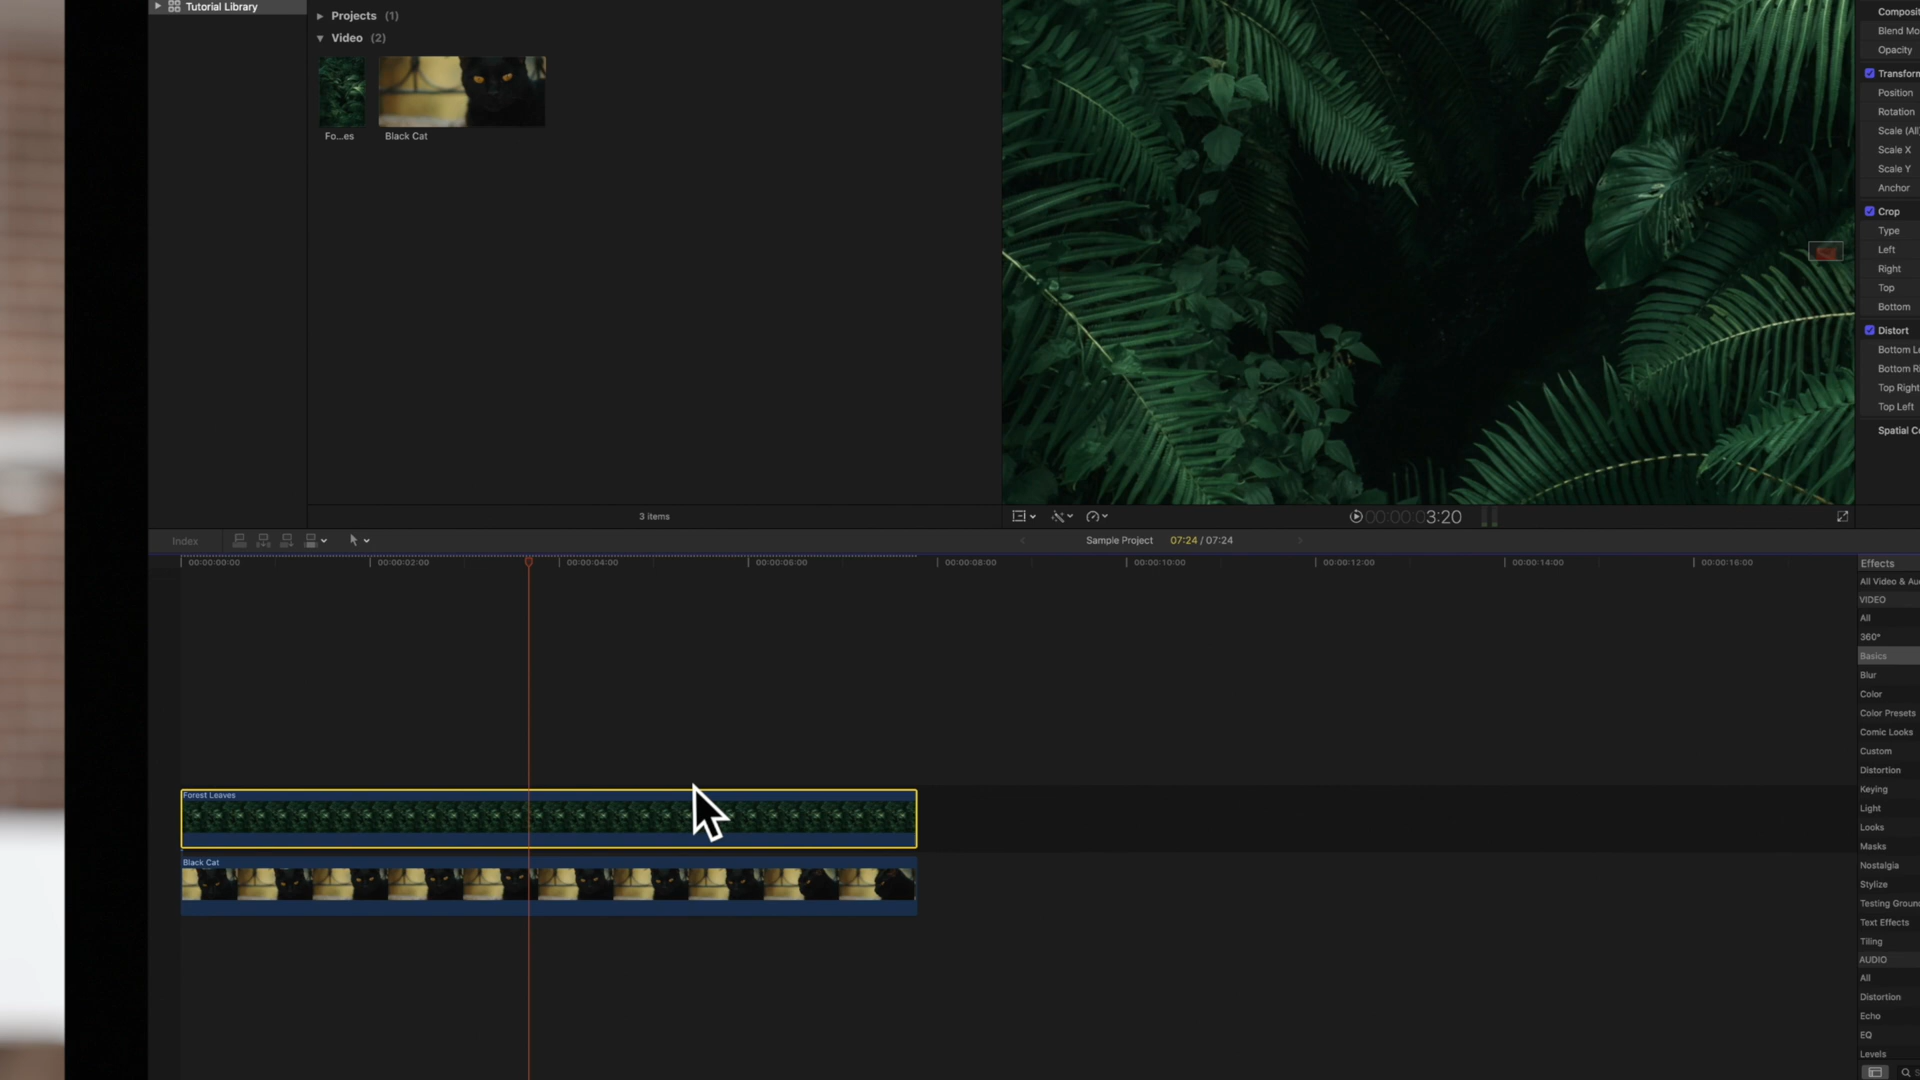 Tutorial Library
Projects (1)
Video (2)
Fo...es
Black Cat
3 items
00:00:00:03:20
Composit
Blend Mo
Opacity
Transform
Position
Rotation
Scale (All
Scale X
Scale Y
Anchor
Crop
Type
Left
Right
Top
Bottom
Distort
Bottom Le
Bottom Ri
Top Right
Top Left
Spatial Co
Index
Sample Project
07:24 / 07:24
00:00:00:00
00:00:02:00
00:00:04:00
00:00:06:00
00:00:08:00
00:00:10:00
00:00:12:00
00:00:14:00
00:00:16:00
Forest Leaves
Black Cat
Effects
All Video & Au
VIDEO
All
360°
Basics
Blur
Color
Color Presets
Comic Looks
Custom
Distortion
Keying
Light
Looks
Masks
Nostalgia
Stylize
Testing Groun
Text Effects
Tiling
AUDIO
All
Distortion
Echo
EQ
Levels